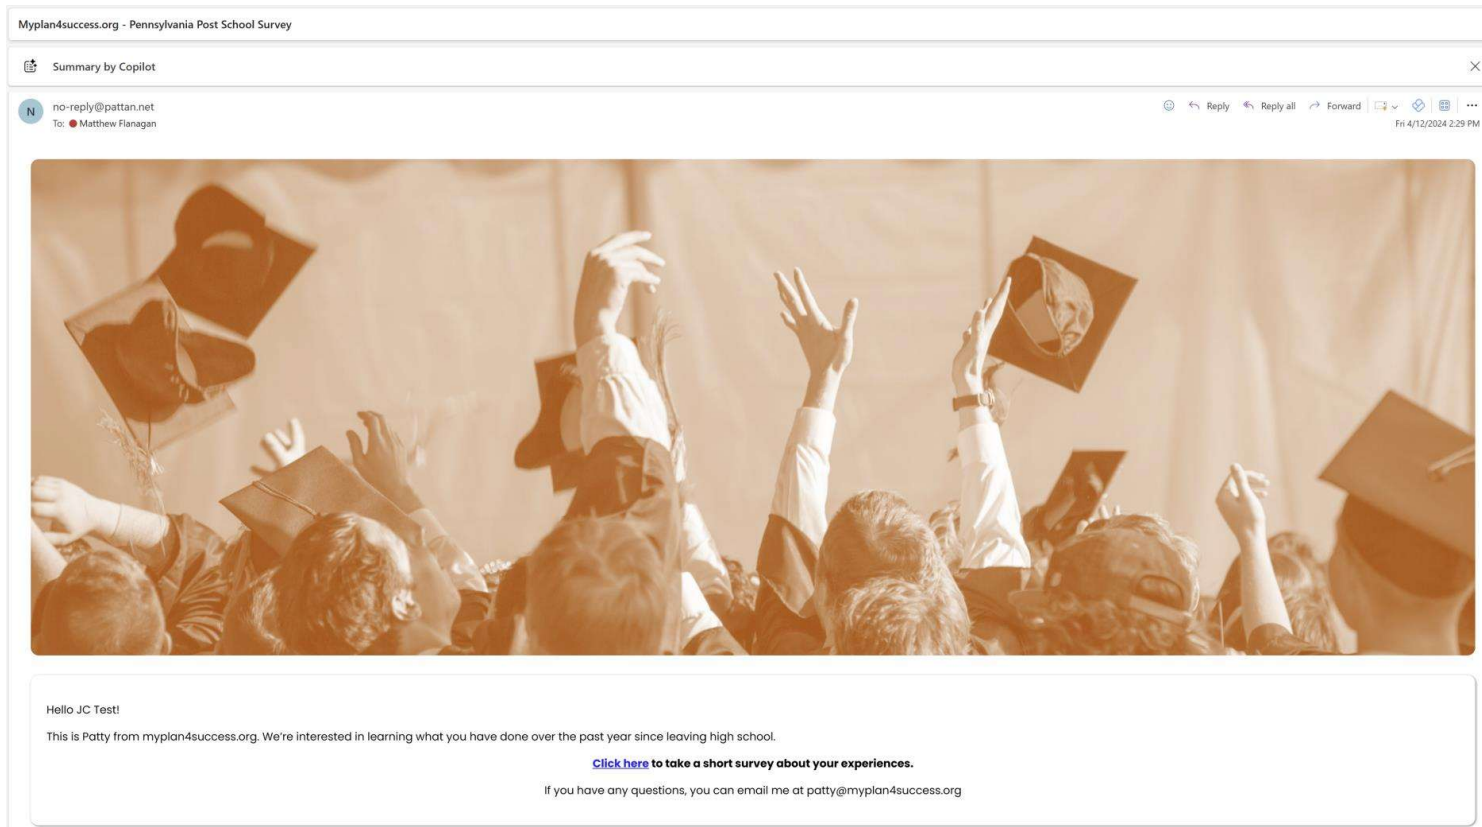 Myplan4success.org - Pennsylvania Post School Survey
Summary by Copilot
N
no-reply@pattan.net
To: Matthew Flanagan
Reply
Reply all
Forward
Fri 4/12/2024 2:29 PM
Hello JC Test!
This is Patty from myplan4success.org. We're interested in learning what you have done over the past year since leaving high school.
Click here to take a short survey about your experiences.
If you have any questions, you can email me at patty@myplan4success.org